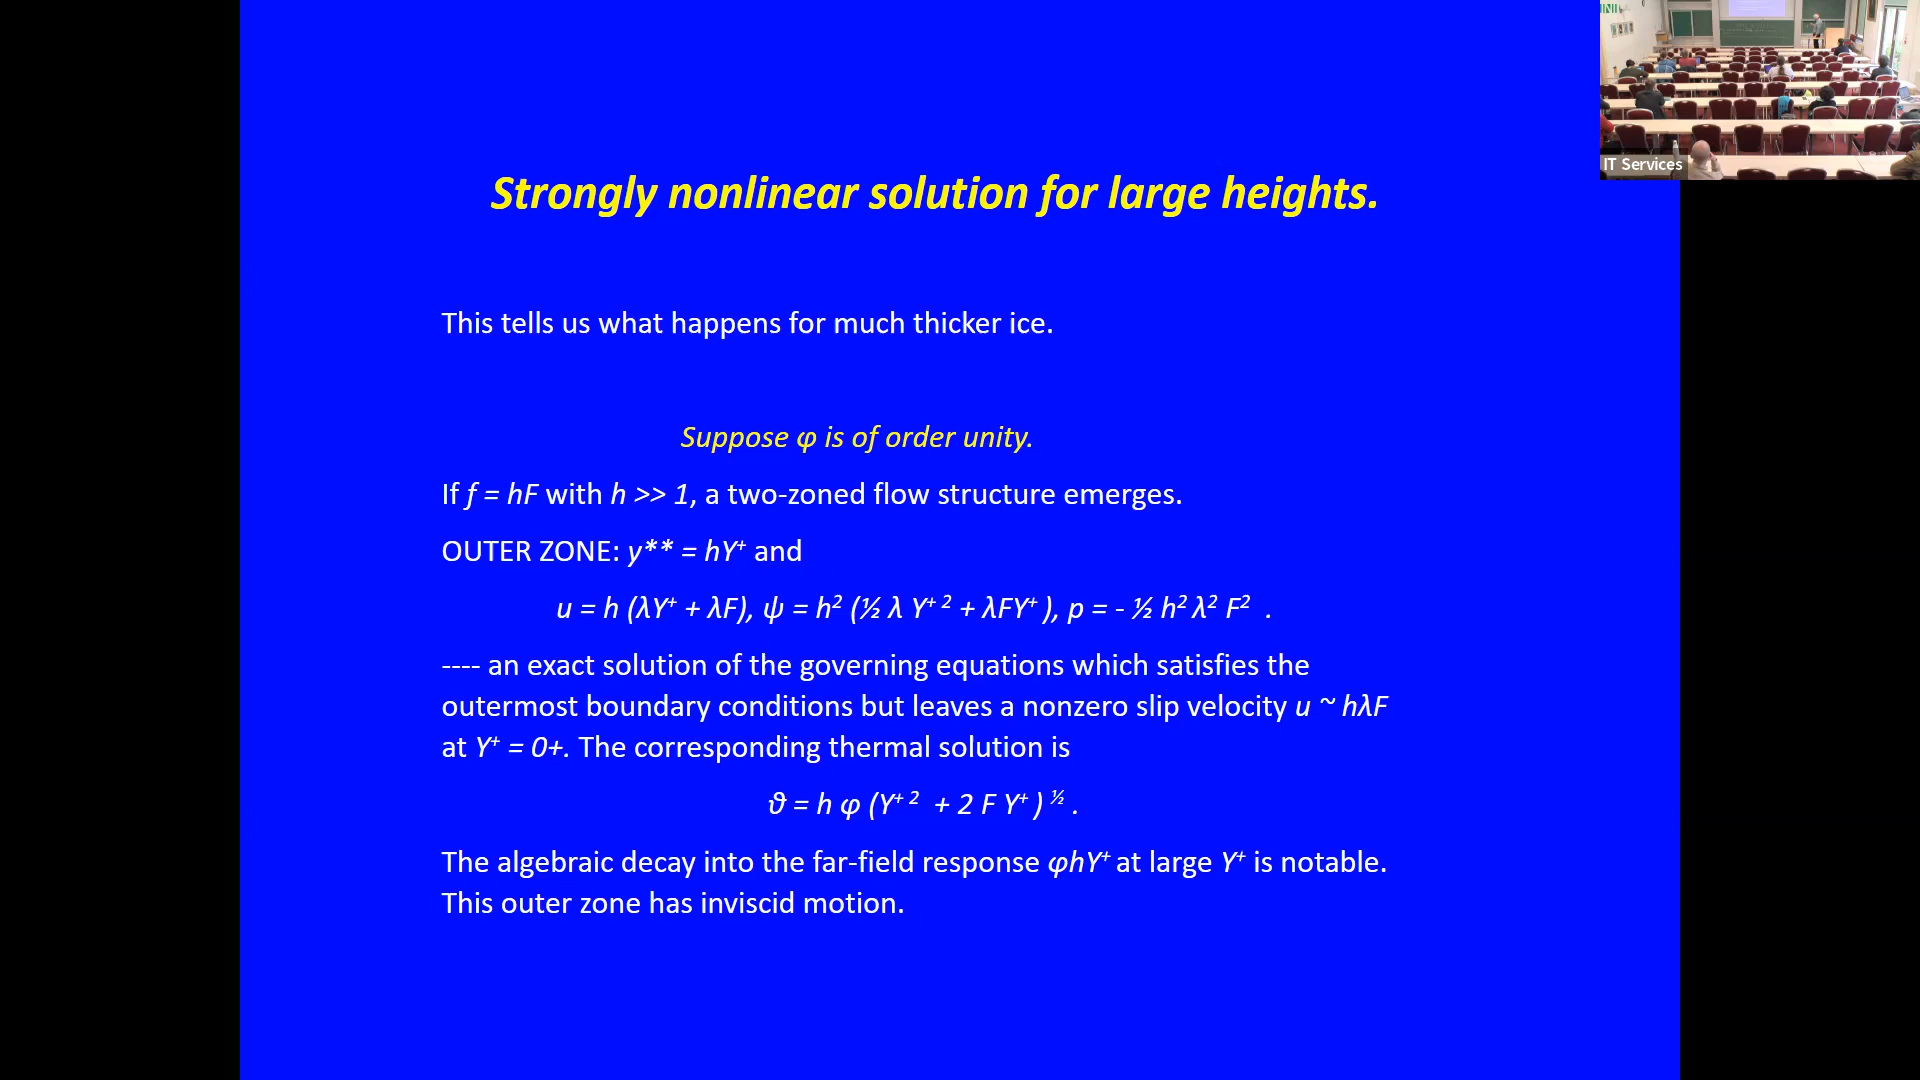 Strongly nonlinear solution for large heights.
This tells us what happens for much thicker ice.
Suppose φ is of order unity.
If f = hF with h >> 1, a two-zoned flow structure emerges.
OUTER ZONE: y** = hY⁺ and
u = h (λY⁺ + λF), ψ = h² (½ λ Y⁺ ² + λFY⁺ ), p = - ½ h² λ² F² .
---- an exact solution of the governing equations which satisfies the
outermost boundary conditions but leaves a nonzero slip velocity u ~ hλF
at Y⁺ = 0+. The corresponding thermal solution is
ϑ = h φ (Y⁺ ² + 2 F Y⁺ ) ^½ .
The algebraic decay into the far-field response φhY⁺ at large Y⁺ is notable.
This outer zone has inviscid motion.
IT Services